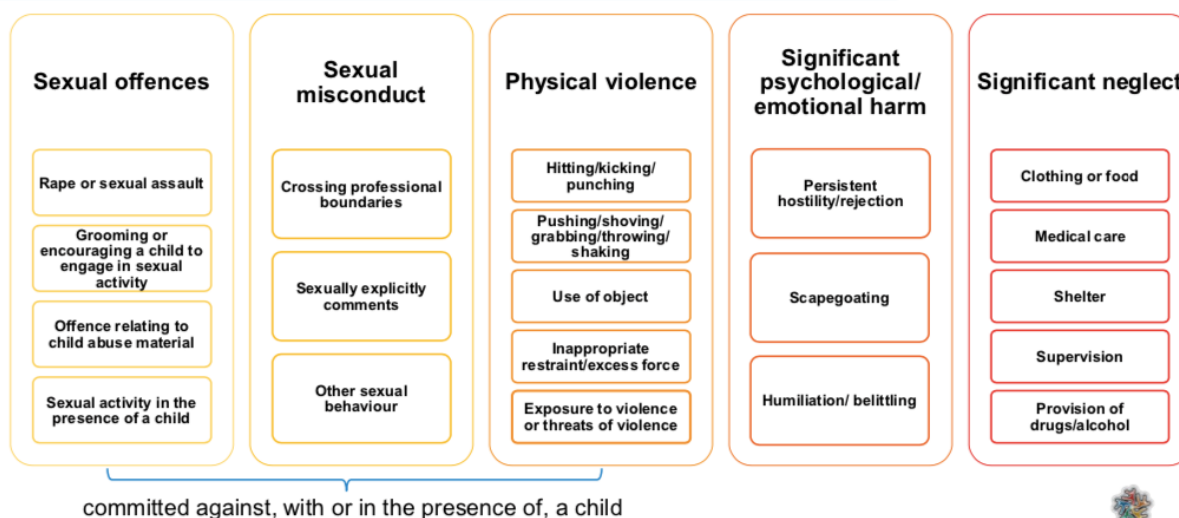 Sexual offences
Rape or sexual assault
Grooming or
encouraging a child to
engage in sexual
activity
Offence relating to
child abuse material
Sexual activity in the
presence of a child
Sexual
misconduct
Crossing professional
boundaries
Sexually explicitly
comments
Other sexual
behaviour
Physical violence
Hitting/kicking/
punching
Pushing/shoving/
grabbing/throwing/
shaking
Use of object
Inappropriate
restraint/excess force
Exposure to violence
or threats of violence
Significant
psychological/
emotional harm
Persistent
hostility/rejection
Scapegoating
Humiliation/ belittling
Significant neglect
Clothing or food
Medical care
Shelter
Supervision
Provision of
drugs/alcohol
committed against, with or in the presence of, a child